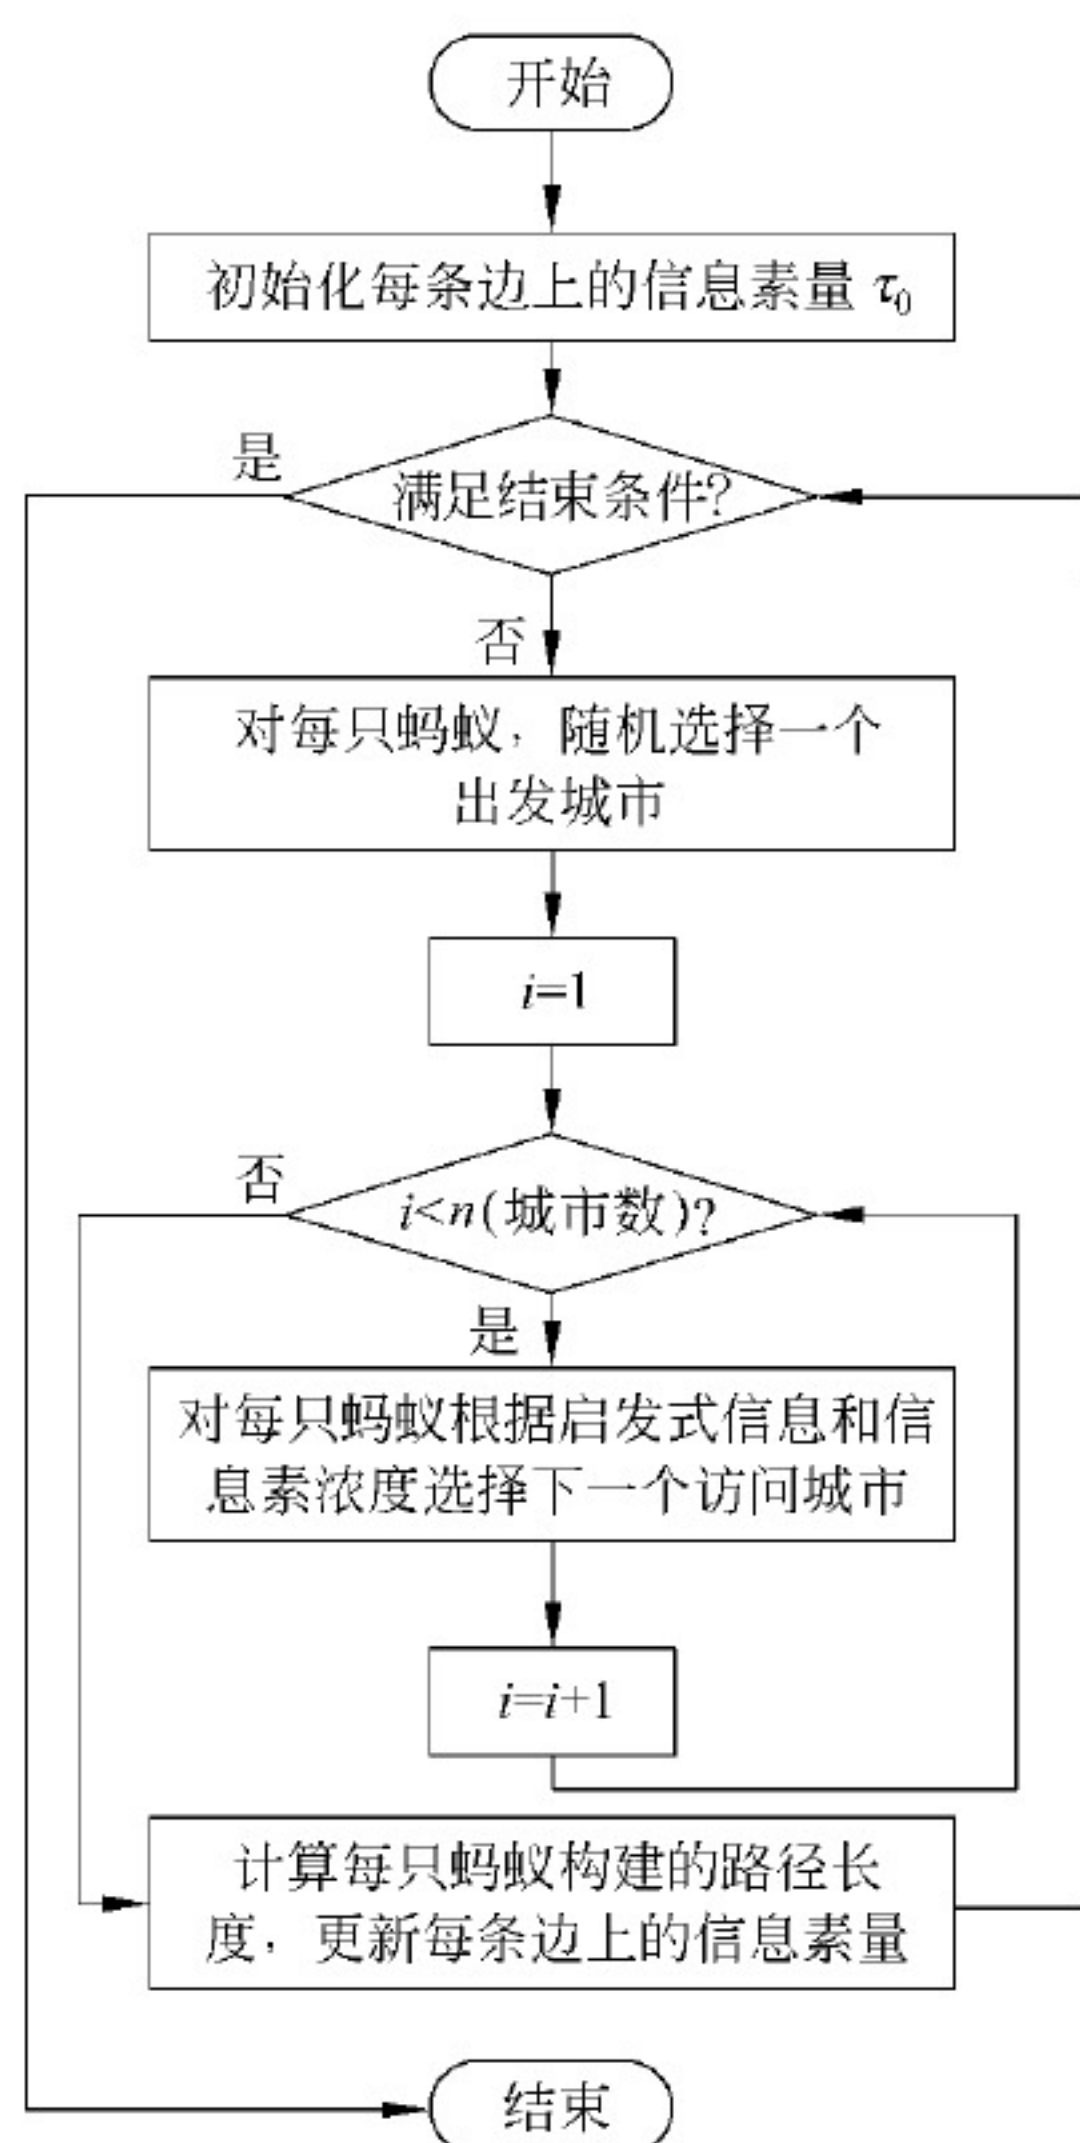 开始
初始化每条边上的信息素量 τ₀
是
满足结束条件?
否
对每只蚂蚁，随机选择一个
出发城市
i=1
否
i<n(城市数)?
是
对每只蚂蚁根据启发式信息和信
息素浓度选择下一个访问城市
i=i+1
计算每只蚂蚁构建的路径长
度，更新每条边上的信息素量
结束